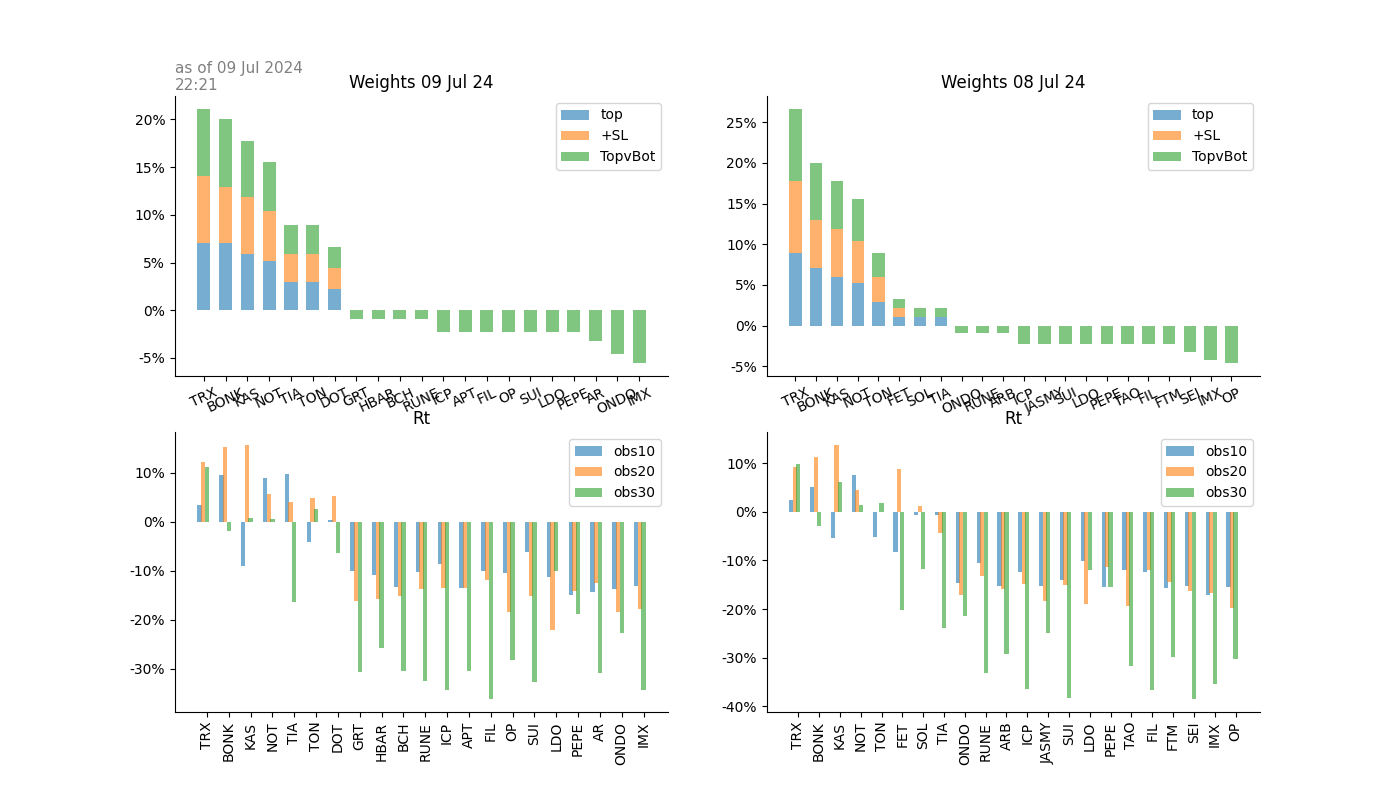 as of 09 Jul 2024
22:21
Weights 09 Jul 24
20%
15%
10%
5%
0%
-5%
top
+SL
TopvBot
TRX BONK KAS NOT TIA TON DOT GRT HBAR BCH RUNE ICP APT FIL OP SUI LDO PEPE AR ONDO IMX
Weights 08 Jul 24
25%
20%
15%
10%
5%
0%
-5%
top
+SL
TopvBot
TRX BONK KAS NOT TON FET SOL TIA ONDO RUNE ARB ICP JASMY SUI LDO PEPE TAO FIL FTM SEI IMX OP
Rt
10%
0%
-10%
-20%
-30%
obs10
obs20
obs30
TRX BONK KAS NOT TIA TON DOT GRT HBAR BCH RUNE ICP APT FIL OP SUI LDO PEPE AR ONDO IMX
Rt
10%
0%
-10%
-20%
-30%
-40%
obs10
obs20
obs30
TRX BONK KAS NOT TON FET SOL TIA ONDO RUNE ARB ICP JASMY SUI LDO PEPE TAO FIL FTM SEI IMX OP